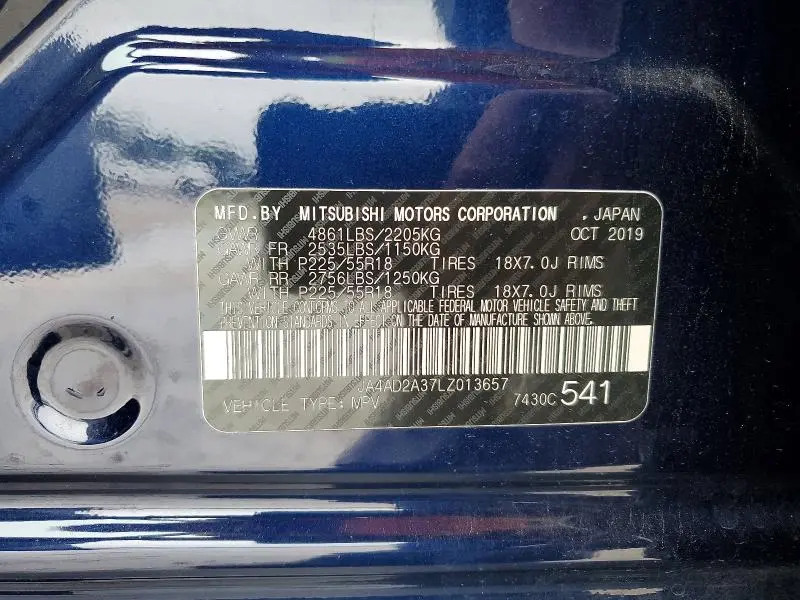 MFD.BY MITSUBISHI MOTORS CORPORATION . JAPAN
GVWR 4861LBS/2205KG OCT 2019
GAWR FR 2535LBS/1150KG
WITH P225/55R18 TIRES 18X7.0J RIMS
GAWR RR 2756LBS/1250KG
WITH P225/55R18 TIRES 18X7.0J RIMS
THIS VEHICLE CONFORMS TO ALL APPLICABLE FEDERAL MOTOR VEHICLE SAFETY AND THEFT
PREVENTION STANDARDS IN EFFECT ON THE DATE OF MANUFACTURE SHOWN ABOVE.
JA4AD2A37LZ013657
VEHICLE TYPE: MPV 7430C 541